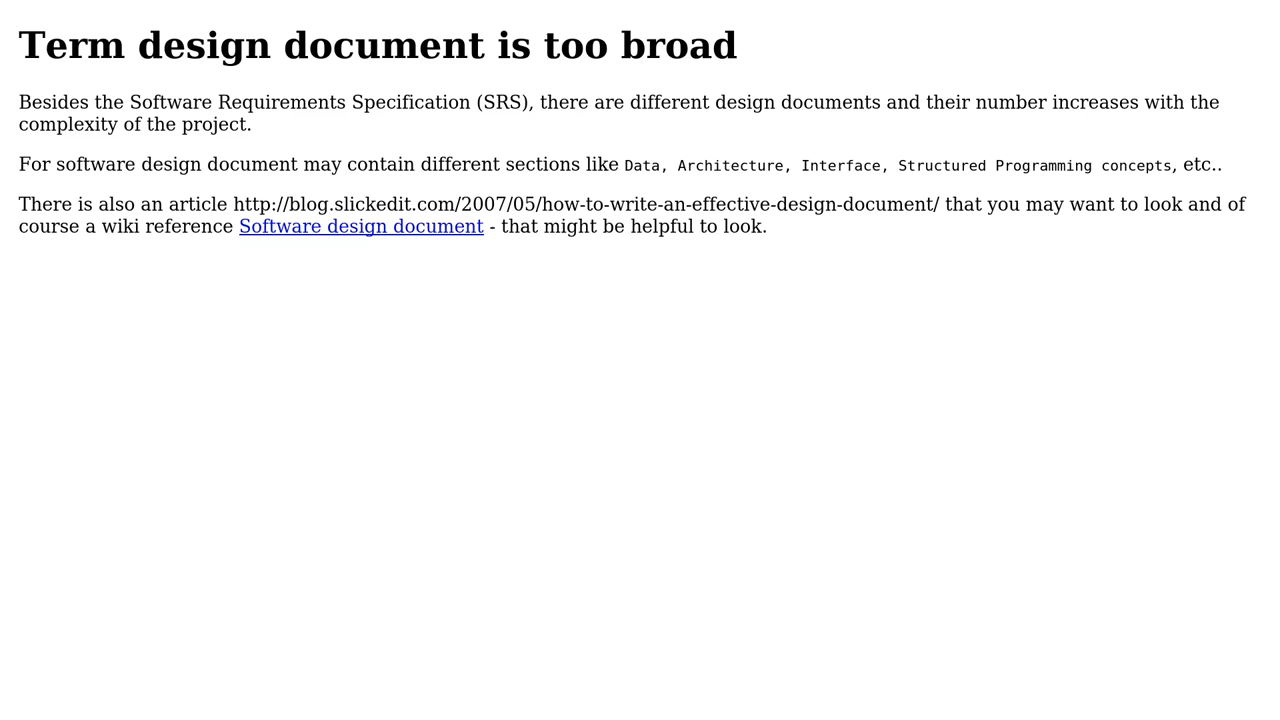 Term design document is too broad
Besides the Software Requirements Specification (SRS), there are different design documents and their number increases with the
complexity of the project.
For software design document may contain different sections like Data, Architecture, Interface, Structured Programming concepts, etc..
There is also an article http://blog.slickedit.com/2007/05/how-to-write-an-effective-design-document/ that you may want to look and of
course a wiki reference Software design document - that might be helpful to look.